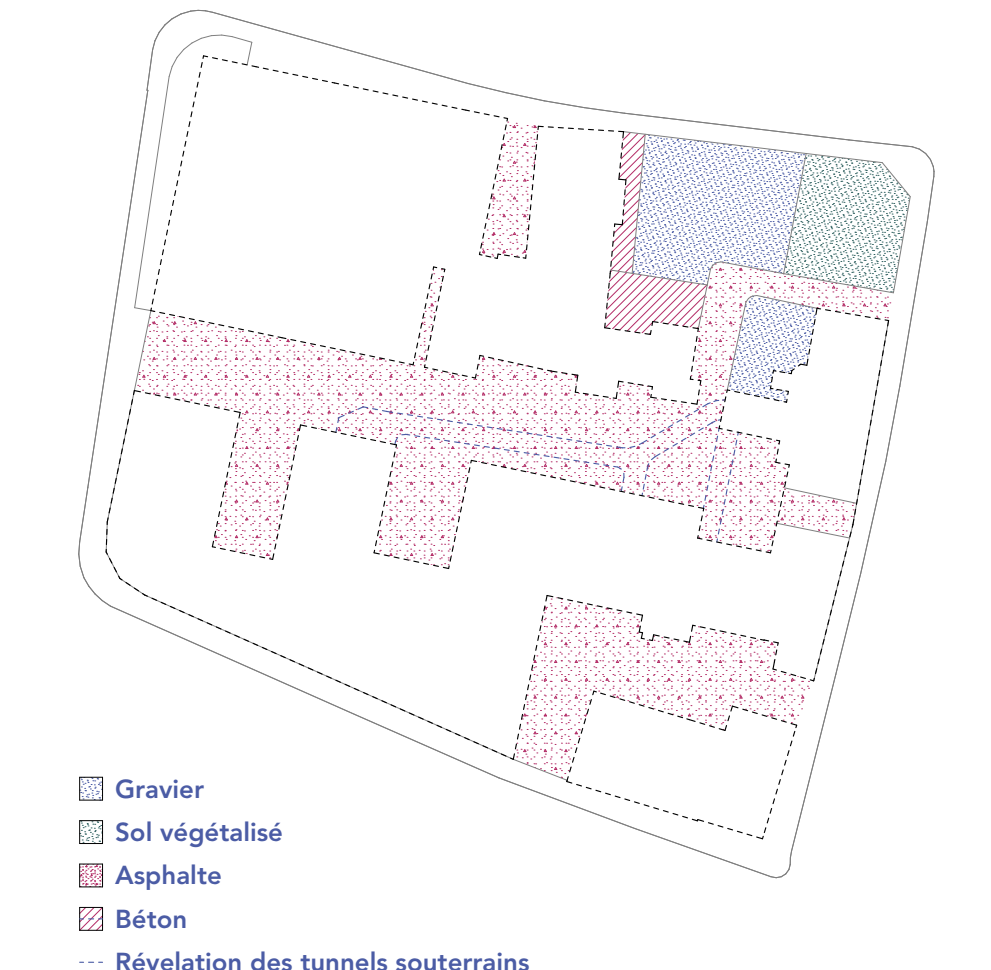 Gravier
Sol végétalisé
Asphalte
Béton
Révelation des tunnels souterrains